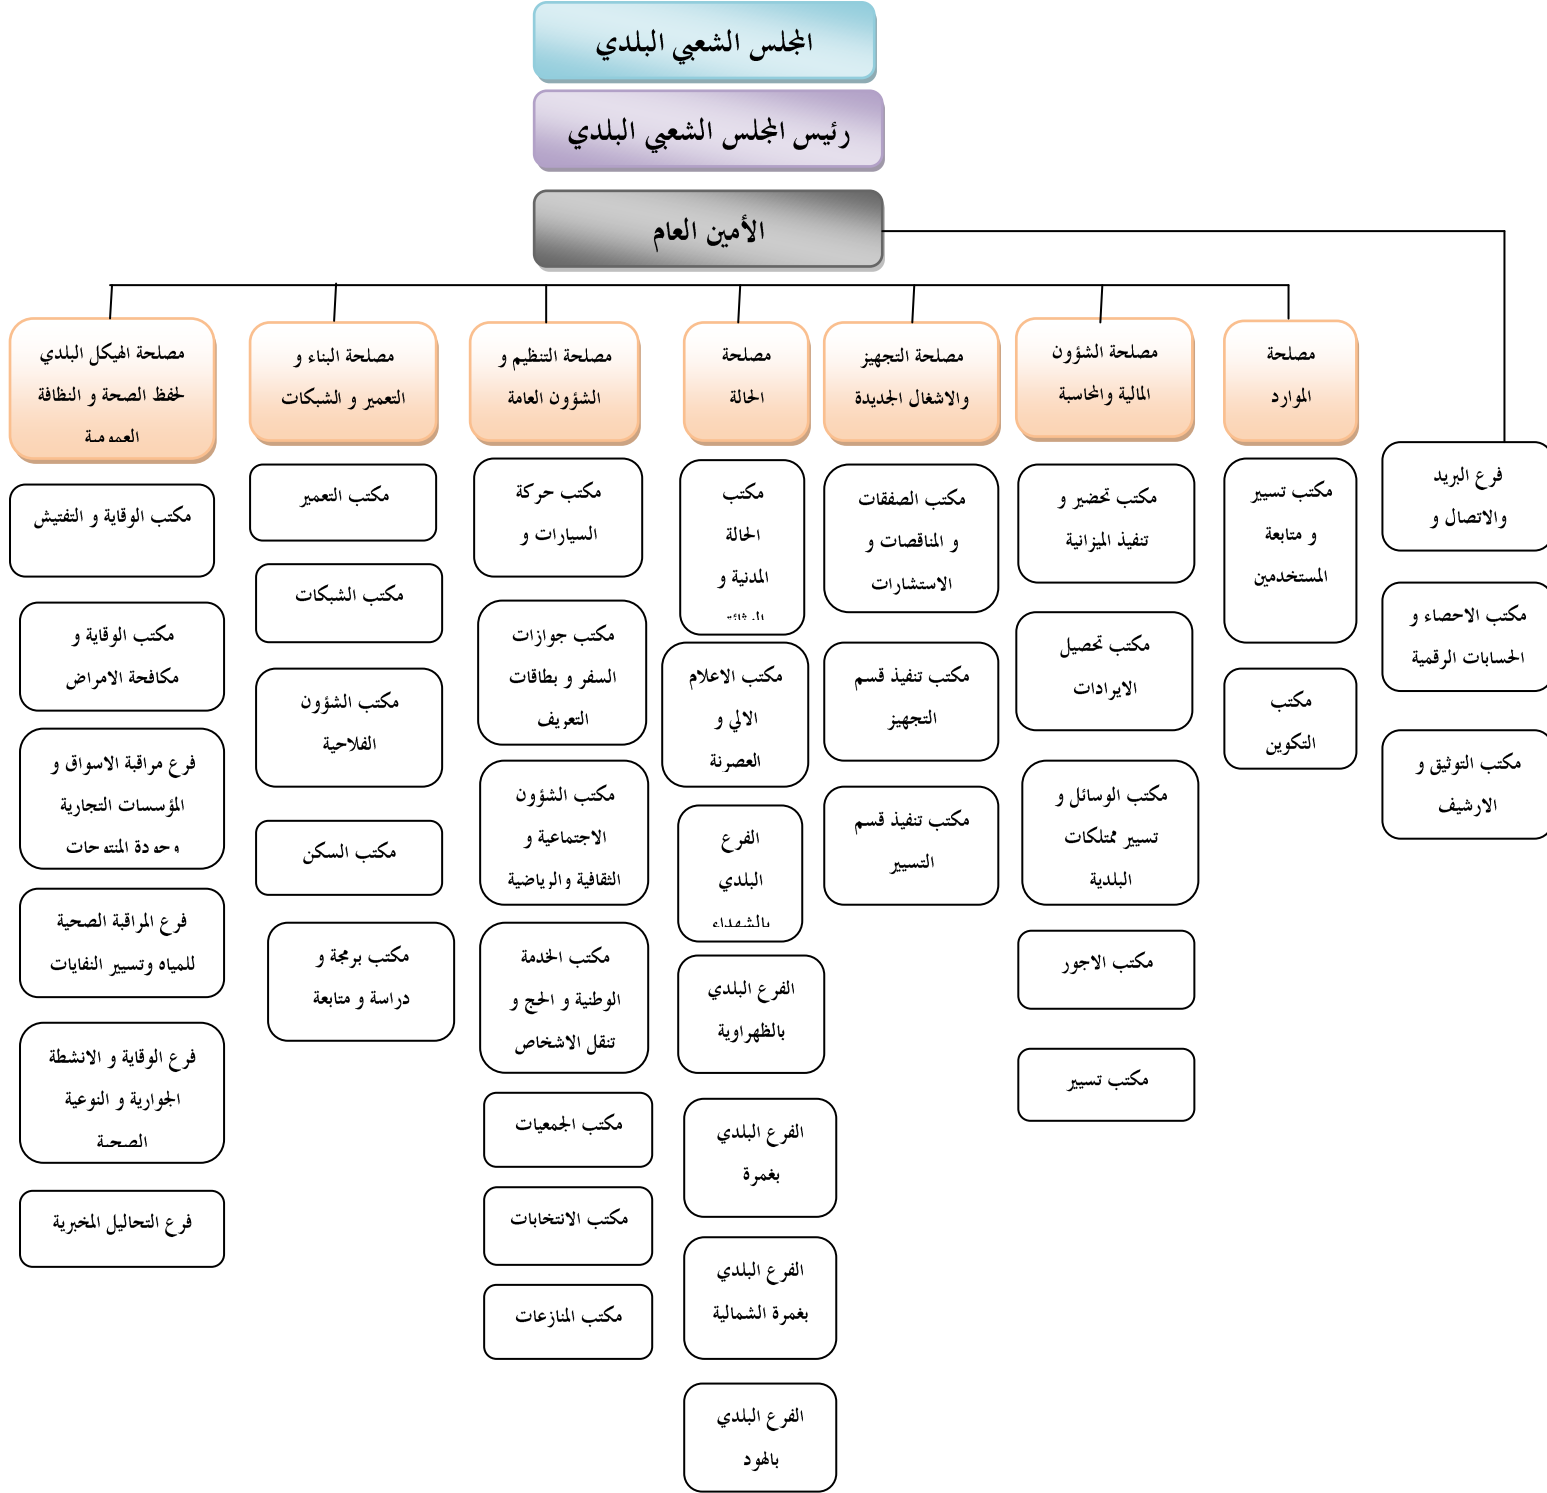 المجلس الشعبي البلدي
رئيس المجلس الشعبي البلدي
الأمين العام
مصلحة
الموارد
مصلحة الشؤون
المالية والمحاسبة
مصلحة التجهيز
والاشغال الجديدة
مصلحة
الحالة
مصلحة التنظيم و
الشؤون العامة
مصلحة البناء و
التعمير و الشبكات
مصلحة الهيكل البلدي
لحفظ الصحة و النظافة
العمومية
فرع البريد
والاتصال و
مكتب الاحصاء و
الحسابات الرقمية
مكتب التوثيق و
الارشيف
مكتب تسيير
و متابعة
المستخدمين
مكتب
التكوين
مكتب تحضير و
تنفيذ الميزانية
مكتب تحصيل
الايرادات
مكتب الوسائل و
تسيير ممتلكات
البلدية
مكتب الاجور
مكتب تسيير
مكتب الصفقات
و المناقصات و
الاستشارات
مكتب تنفيذ قسم
التجهيز
مكتب تنفيذ قسم
التسيير
مكتب
الحالة
المدنية و
الوثائق
مكتب الاعلام
الالي و
العصرنة
الفرع
البلدي
بالشهداء
الفرع البلدي
بالظهراوية
الفرع البلدي
بغمرة
الفرع البلدي
بغمرة الشمالية
الفرع البلدي
بالهود
مكتب حركة
السيارات و
مكتب جوازات
السفر و بطاقات
التعريف
مكتب الشؤون
الاجتماعية و
الثقافية والرياضية
مكتب الخدمة
الوطنية و الحج و
تنقل الاشخاص
مكتب الجمعيات
مكتب الانتخابات
مكتب المنازعات
مكتب التعمير
مكتب الشبكات
مكتب الشؤون
الفلاحية
مكتب السكن
مكتب برمجة و
دراسة و متابعة
مكتب الوقاية و التفتيش
مكتب الوقاية و
مكافحة الامراض
فرع مراقبة الاسواق و
المؤسسات التجارية
وجودة المنتوجات
فرع المراقبة الصحية
للمياه وتسيير النفايات
فرع الوقاية و الانشطة
الجوارية و النوعية
الصحية
فرع التحاليل المخبرية